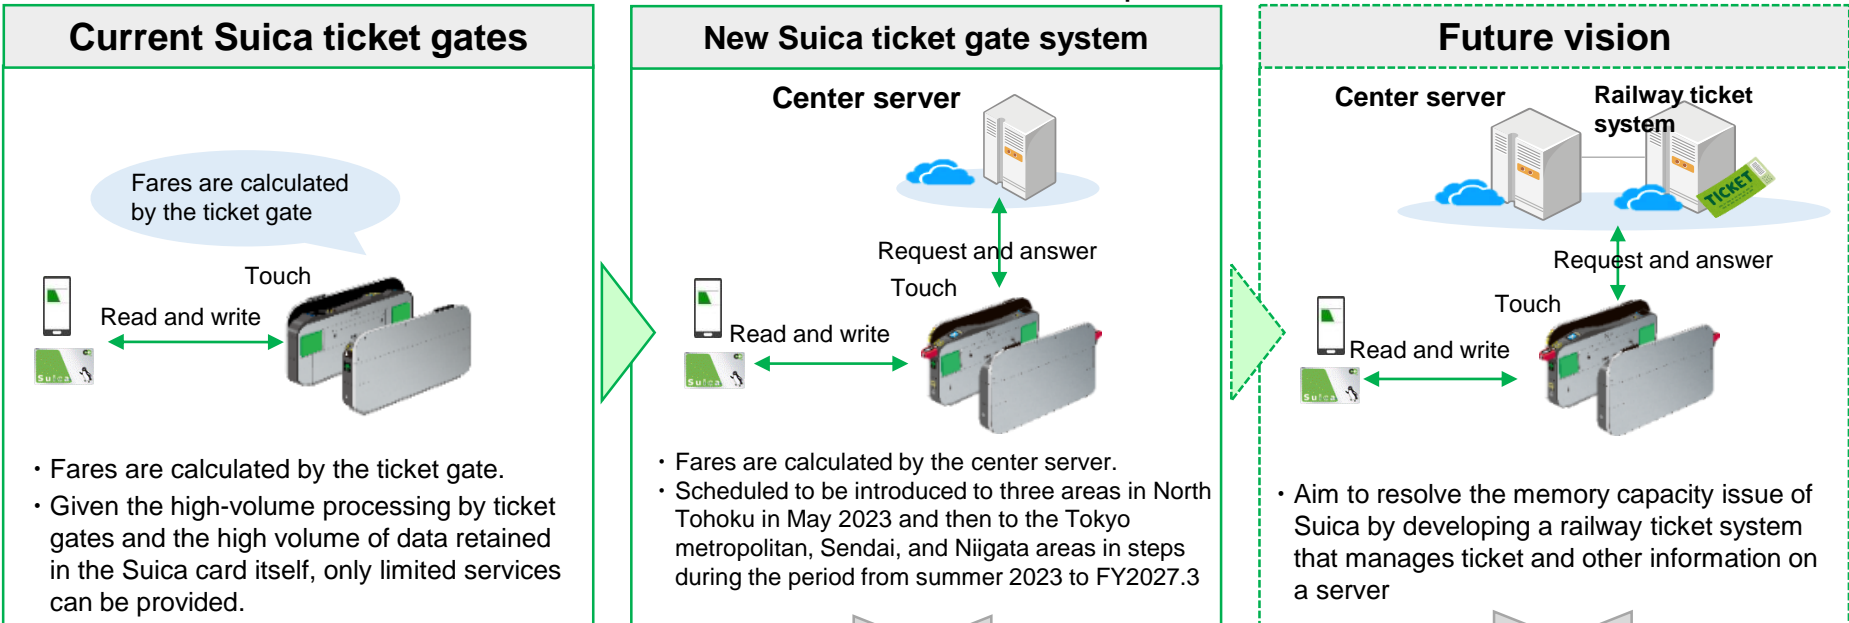 Current Suica ticket gates
Fares are calculated
by the ticket gate
Touch
Read and write
Suica
・Fares are calculated by the ticket gate.
・Given the high-volume processing by ticket
gates and the high volume of data retained
in the Suica card itself, only limited services
can be provided.
New Suica ticket gate system
Center server
Request and answer
Touch
Read and write
Suica
・Fares are calculated by the center server.
・Scheduled to be introduced to three areas in North
Tohoku in May 2023 and then to the Tokyo
metropolitan, Sendai, and Niigata areas in steps
during the period from summer 2023 to FY2027.3
Future vision
Center server
Railway ticket
system
TICKET
Request and answer
Touch
Read and write
Suica
・Aim to resolve the memory capacity issue of
Suica by developing a railway ticket system
that manages ticket and other information on
a server